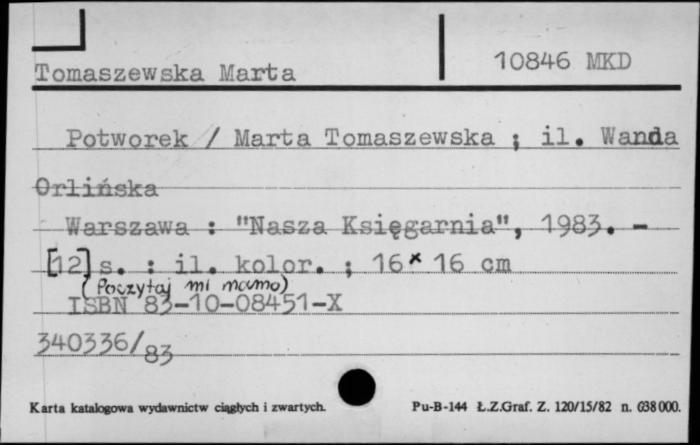 Tomaszewska Marta
10846 MKD
Potworek / Marta Tomaszewska ; il. Wanda
Orlińska
Warszawa : "Nasza Księgarnia", 1983. -
[12] s. : il. kolor. ; 16 x 16 cm
(Poczytaj mi mamo)
ISBN 83-10-08451-X
340336/83
Karta katalogowa wydawnictw ciągłych i zwartych. Pu-B-144 Ł.Z.Graf. Z. 120/15/82 n. 638000.